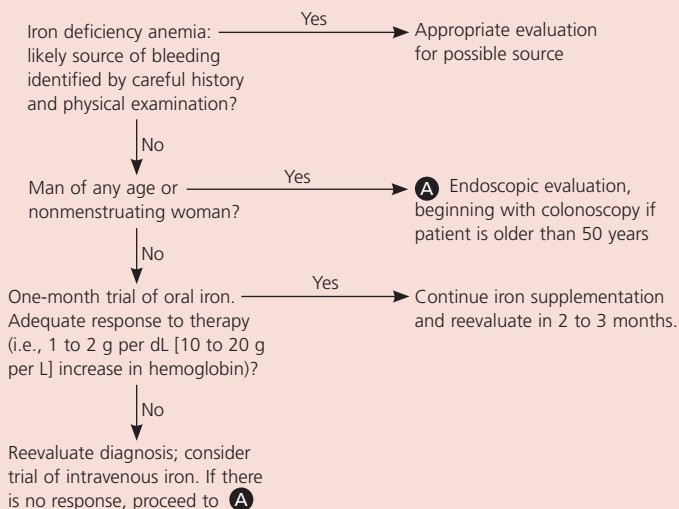 Iron deficiency anemia:
likely source of bleeding
identified by careful history
and physical examination?
Yes
Appropriate evaluation
for possible source
No
Man of any age or
nonmenstruating woman?
Yes
A Endoscopic evaluation,
beginning with colonoscopy if
patient is older than 50 years
No
One-month trial of oral iron.
Adequate response to therapy
(i.e., 1 to 2 g per dL [10 to 20 g
per L] increase in hemoglobin)?
Yes
Continue iron supplementation
and reevaluate in 2 to 3 months.
No
Reevaluate diagnosis; consider
trial of intravenous iron. If there
is no response, proceed to A